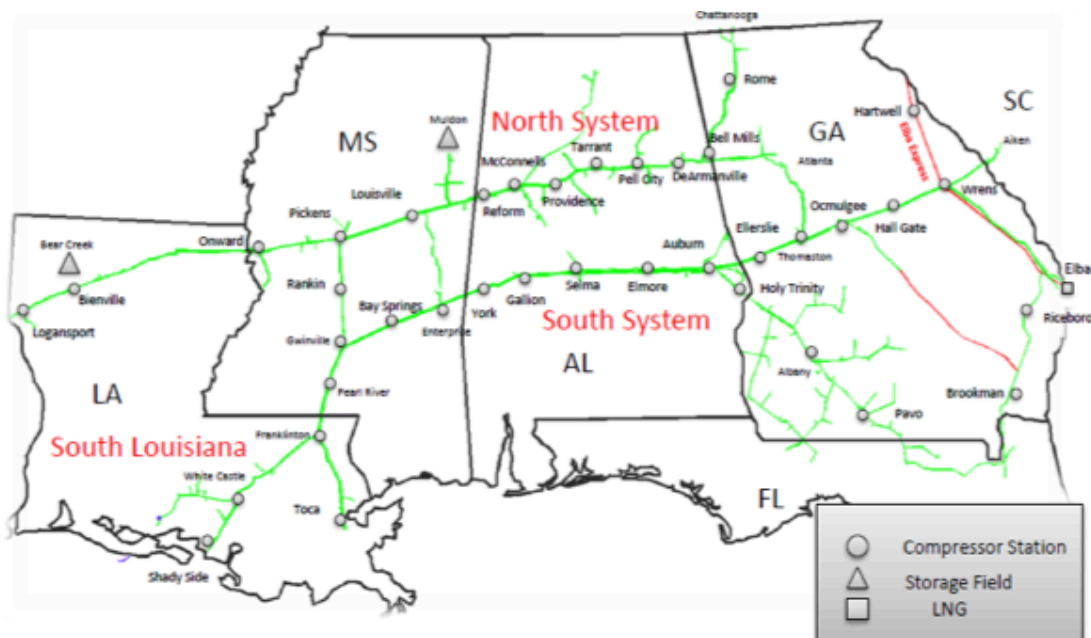 Chattanooga
Rome
Hartwell
SC
Muldon
North System
GA
Elba Express
MS
Tarrant
Bell Mills
Aiken
McConnells
Atlanta
Pell City
DeArmanville
Wrens
Louisville
Reform
Providence
Ocmulgee
Pickens
Ellerslie
Hall Gate
Onward
Auburn
Bear Creek
Thomaston
Elba
Rankin
Bay Springs
Selma
Elmore
Holy Trinity
Bienville
York
Gallion
Enterprise
Riceboro
Logansport
South System
Gwinville
AL
Albany
LA
Pearl River
Brookman
Pavo
Franklinton
South Louisiana
White Castle
FL
Toca
Shady Side
Compressor Station
Storage Field
LNG